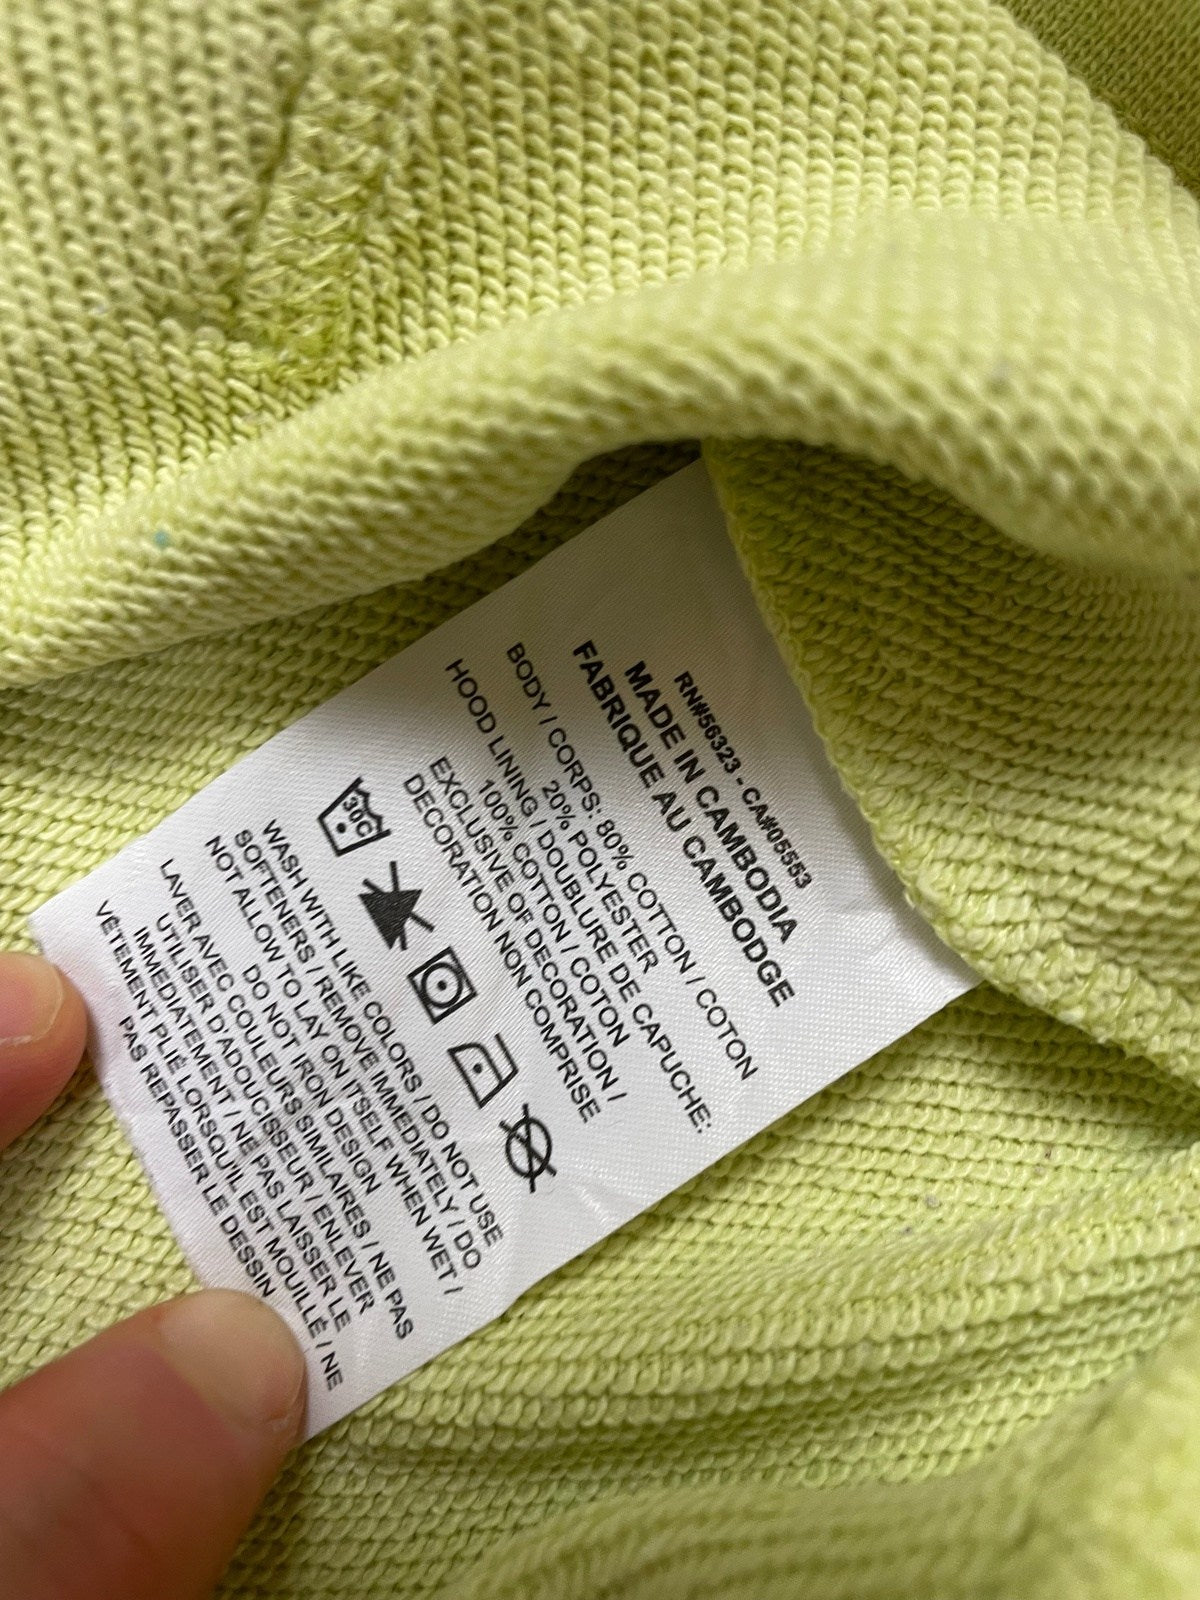 RN#56323 - CA#05553
MADE IN CAMBODIA
FABRIQUE AU CAMBODGE
BODY / CORPS: 80% COTTON / COTON
20% POLYESTER
HOOD LINING / DOUBLURE DE CAPUCHE:
100% COTTON / COTON
EXCLUSIVE OF DECORATION /
DECORATION NON COMPRISE
30C
WASH WITH LIKE COLORS / DO NOT USE
SOFTENERS / REMOVE IMMEDIATELY / DO
NOT ALLOW TO LAY ON ITSELF WHEN WET /
DO NOT IRON DESIGN
LAVER AVEC COULEURS SIMILAIRES / NE PAS
UTILISER D'ADOUCISSEUR / ENLEVER
IMMEDIATEMENT / NE PAS LAISSER LE
VÊTEMENT PLIÉ LORSQU'IL EST MOUILLÉ / NE
PAS REPASSER LE DESSIN